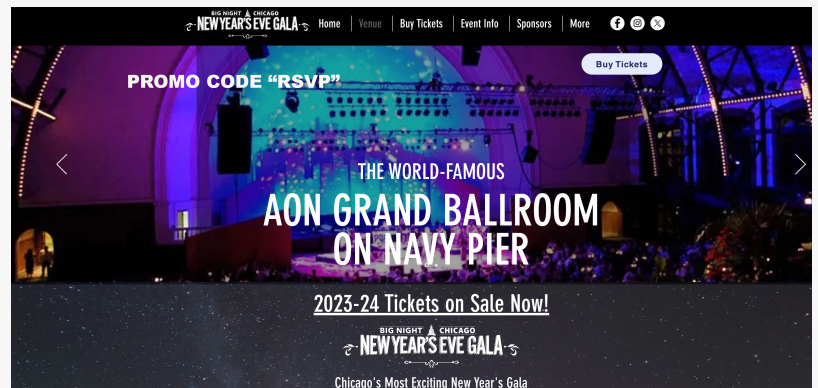 BIG NIGHT CHICAGO
NEW YEAR'S EVE GALA
Home
Venue
Buy Tickets
Event Info
Sponsors
More
Buy Tickets
PROMO CODE “RSVP”
THE WORLD-FAMOUS
AON GRAND BALLROOM
ON NAVY PIER
2023-24 Tickets on Sale Now!
BIG NIGHT CHICAGO
NEW YEAR'S EVE GALA
Chicago's Most Exciting New Year's Gala